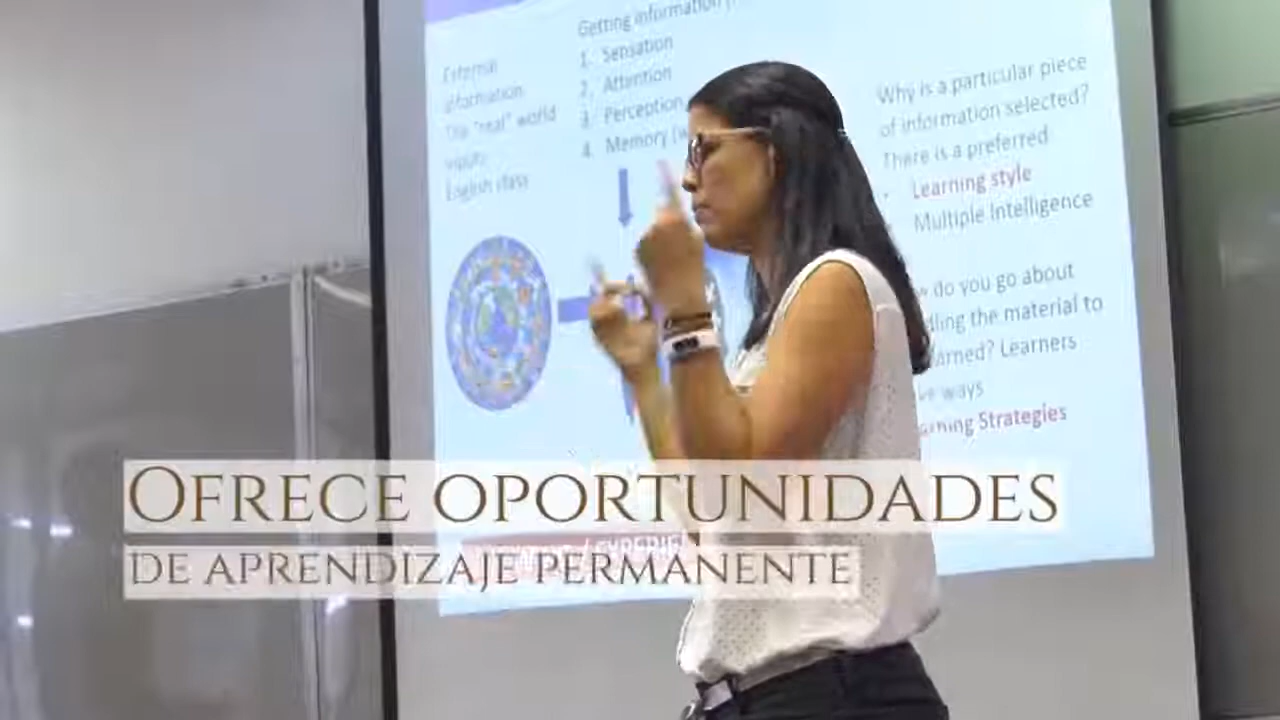 Getting information
1. Sensation
2. Attention
3. Perception
4. Memory
External
information
The "real" world
inputs
English class
Why is a particular piece
of information selected?
There is a preferred
• Learning style
Multiple Intelligence
do you go about
the material to
Learners
ways
Strategies
OFRECE OPORTUNIDADES
DE APRENDIZAJE PERMANENTE